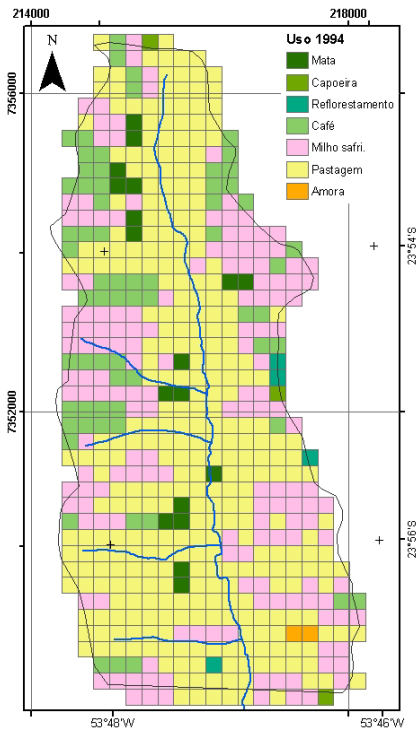 214000
218000
N
Uso 1994
Mata
Capoeira
Reflorestamento
Café
Milho safri.
Pastagem
Amora
7356000
23°54'S
7352000
23°56'S
53°48'W
53°46'W